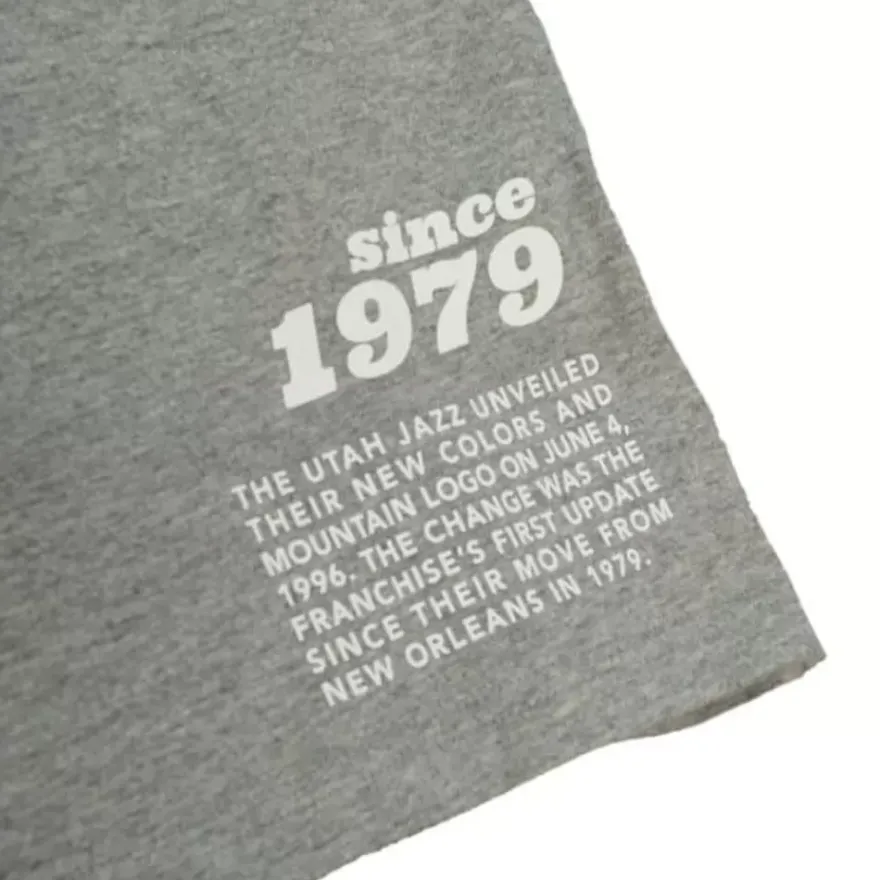 since
1979
THE UTAH JAZZ UNVEILED
THEIR NEW COLORS AND
MOUNTAIN LOGO ON JUNE 4,
1996. THE CHANGE WAS THE
FRANCHISE'S FIRST UPDATE
SINCE THEIR MOVE FROM
NEW ORLEANS IN 1979.